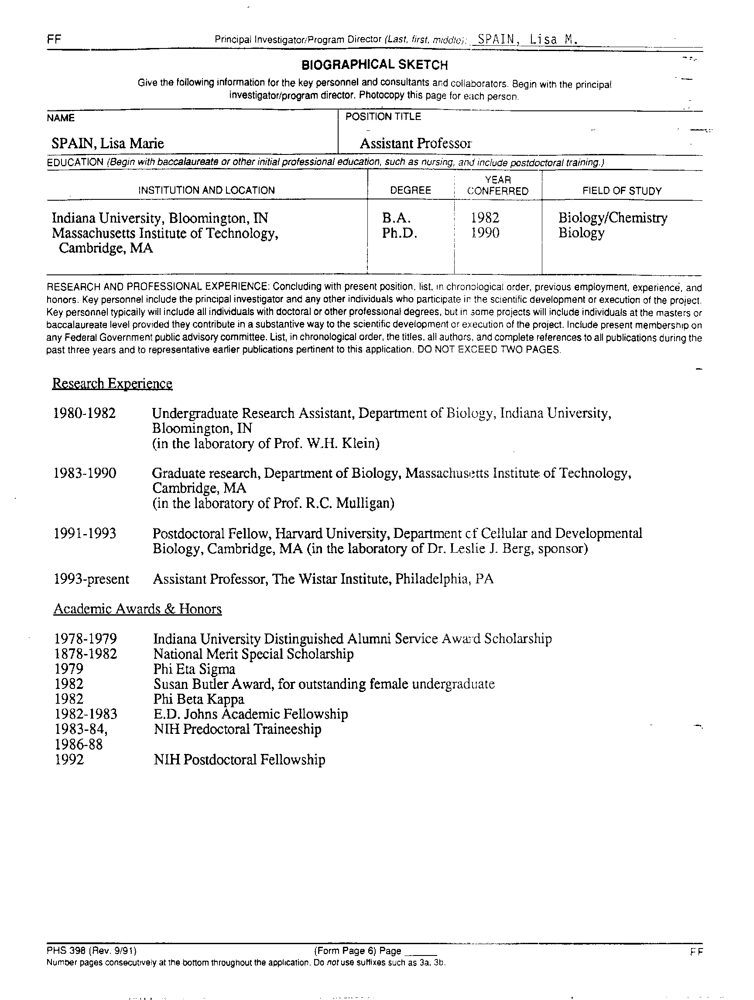 FF Principal Investigator/Program Director (Last, first, middle): SPAIN, Lisa M.
BIOGRAPHICAL SKETCH
Give the following information for the key personnel and consultants and collaborators. Begin with the principal
investigator/program director. Photocopy this page for each person.
NAME POSITION TITLE
SPAIN, Lisa Marie Assistant Professor
EDUCATION (Begin with baccalaureate or other initial professional education, such as nursing, and include postdoctoral training.)
INSTITUTION AND LOCATION DEGREE YEAR CONFERRED FIELD OF STUDY
Indiana University, Bloomington, IN B.A. 1982 Biology/Chemistry
Massachusetts Institute of Technology, Ph.D. 1990 Biology
Cambridge, MA
RESEARCH AND PROFESSIONAL EXPERIENCE: Concluding with present position, list, in chronological order, previous employment, experience, and
honors. Key personnel include the principal investigator and any other individuals who participate in the scientific development or execution of the project.
Key personnel typically will include all individuals with doctoral or other professional degrees, but in some projects will include individuals at the masters or
baccalaureate level provided they contribute in a substantive way to the scientific development or execution of the project. Include present membership on
any Federal Government public advisory committee. List, in chronological order, the titles, all authors, and complete references to all publications during the
past three years and to representative earlier publications pertinent to this application. DO NOT EXCEED TWO PAGES.
Research Experience
1980-1982 Undergraduate Research Assistant, Department of Biology, Indiana University,
Bloomington, IN
(in the laboratory of Prof. W.H. Klein)
1983-1990 Graduate research, Department of Biology, Massachusetts Institute of Technology,
Cambridge, MA
(in the laboratory of Prof. R.C. Mulligan)
1991-1993 Postdoctoral Fellow, Harvard University, Department of Cellular and Developmental
Biology, Cambridge, MA (in the laboratory of Dr. Leslie J. Berg, sponsor)
1993-present Assistant Professor, The Wistar Institute, Philadelphia, PA
Academic Awards & Honors
1978-1979 Indiana University Distinguished Alumni Service Award Scholarship
1878-1982 National Merit Special Scholarship
1979 Phi Eta Sigma
1982 Susan Butler Award, for outstanding female undergraduate
1982 Phi Beta Kappa
1982-1983 E.D. Johns Academic Fellowship
1983-84, NIH Predoctoral Traineeship
1986-88
1992 NIH Postdoctoral Fellowship
PHS 398 (Rev. 9/91) (Form Page 6) Page ______ FF
Number pages consecutively at the bottom throughout the application. Do not use suffixes such as 3a, 3b.